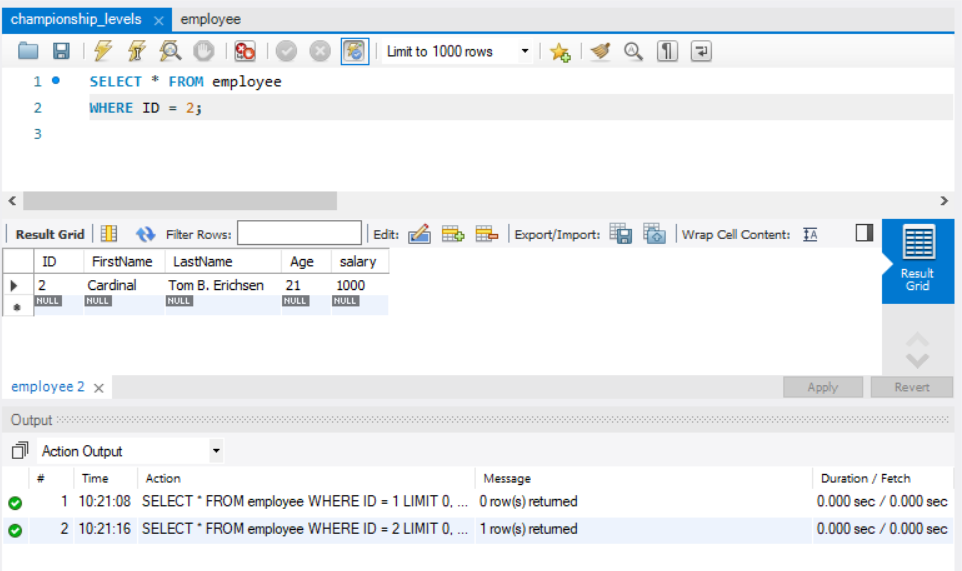 championship_levels × employee
Limit to 1000 rows
1 SELECT * FROM employee
2 WHERE ID = 2;
3
Result Grid Filter Rows: Edit: Export/Import: Wrap Cell Content: IA
Result
Grid
ID FirstName LastName Age salary
2 Cardinal Tom B. Erichsen 21 1000
NULL NULL NULL NULL NULL
employee 2 × Apply Revert
Output
Action Output
# Time Action Message Duration / Fetch
1 10:21:08 SELECT * FROM employee WHERE ID = 1 LIMIT 0, ... 0 row(s) returned 0.000 sec / 0.000 sec
2 10:21:16 SELECT * FROM employee WHERE ID = 2 LIMIT 0, ... 1 row(s) returned 0.000 sec / 0.000 sec